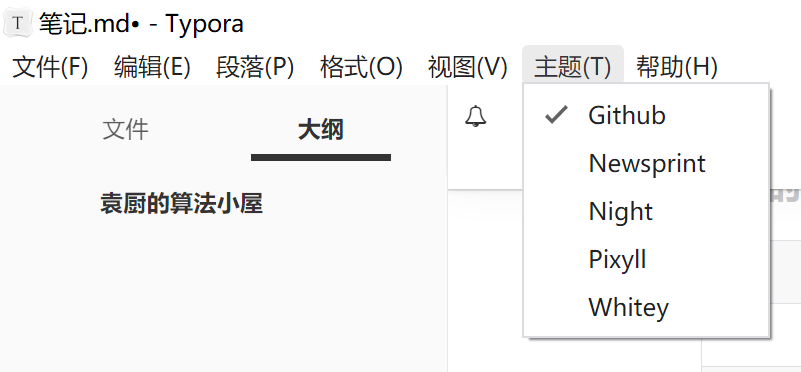 T 笔记.md• - Typora
文件(F) 编辑(E) 段落(P) 格式(O) 视图(V) 主题(T) 帮助(H)
文件 大纲
Github
Newsprint
袁厨的算法小屋
的
Night
Pixyll
Whitey